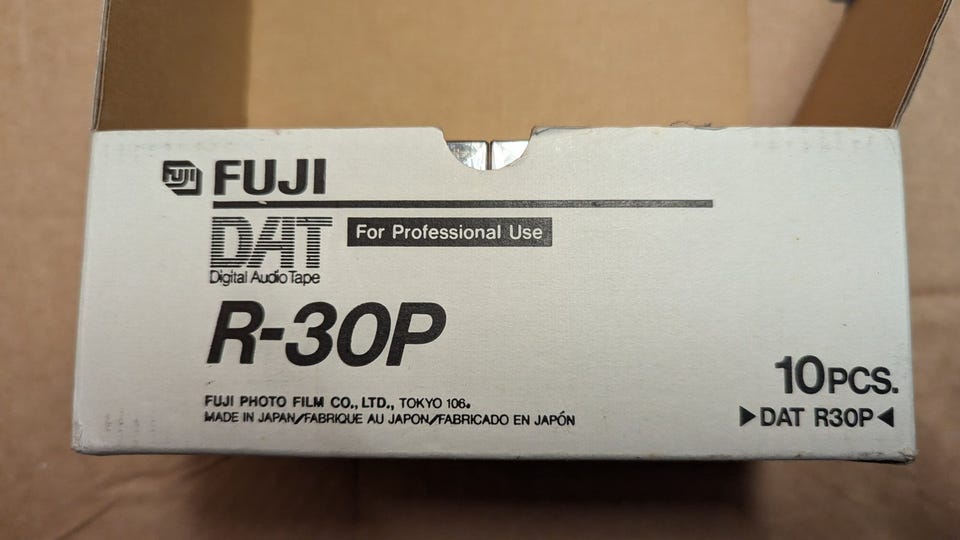 FUJI FUJI
DAT For Professional Use
Digital Audio Tape
R-30P
10PCS.
FUJI PHOTO FILM CO., LTD., TOKYO 106.
MADE IN JAPAN/FABRIQUE AU JAPON/FABRICADO EN JAPÓN
▶DAT R30P◀